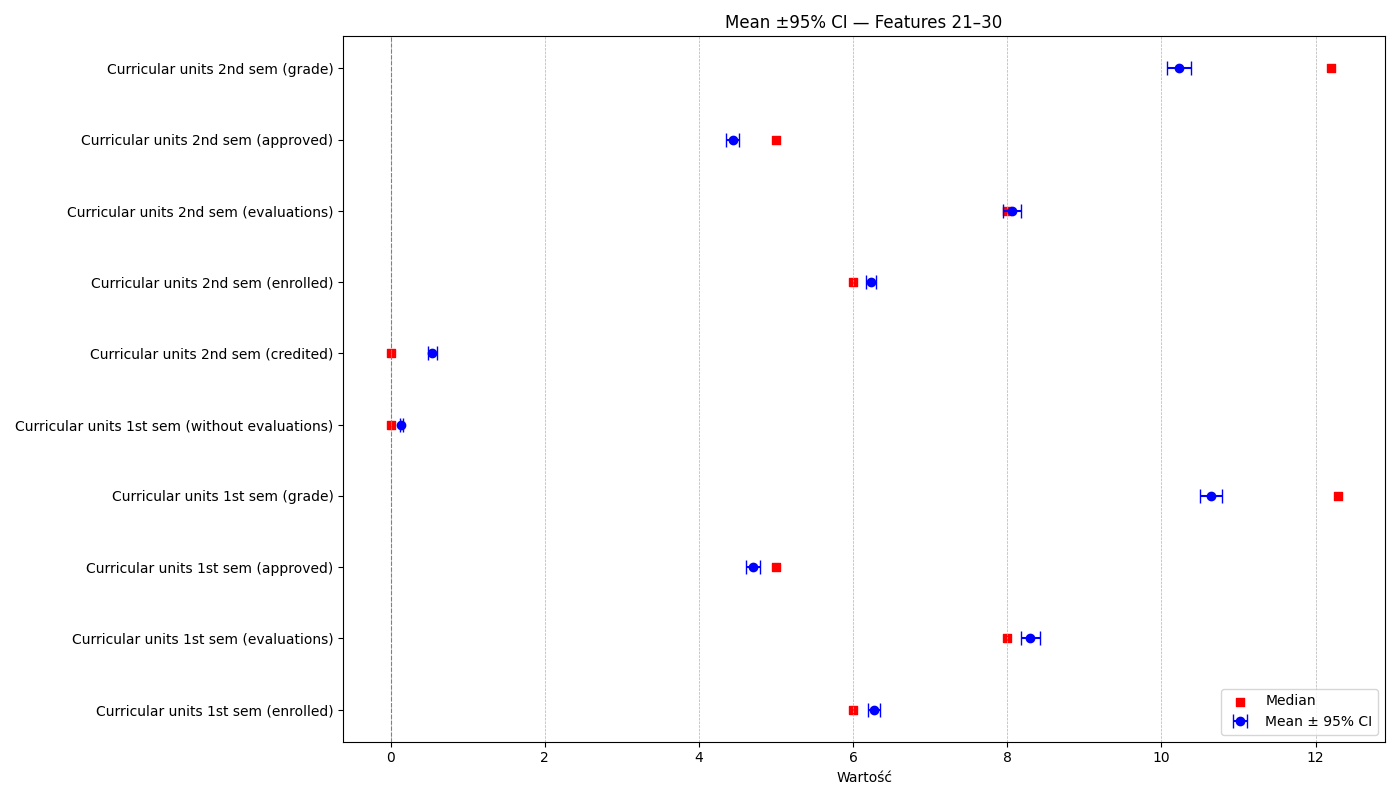 Mean ±95% CI — Features 21–30
Curricular units 2nd sem (grade)
Curricular units 2nd sem (approved)
Curricular units 2nd sem (evaluations)
Curricular units 2nd sem (enrolled)
Curricular units 2nd sem (credited)
Curricular units 1st sem (without evaluations)
Curricular units 1st sem (grade)
Curricular units 1st sem (approved)
Curricular units 1st sem (evaluations)
Curricular units 1st sem (enrolled)
Median
Mean ± 95% CI
0 2 4 6 8 10 12
Wartość